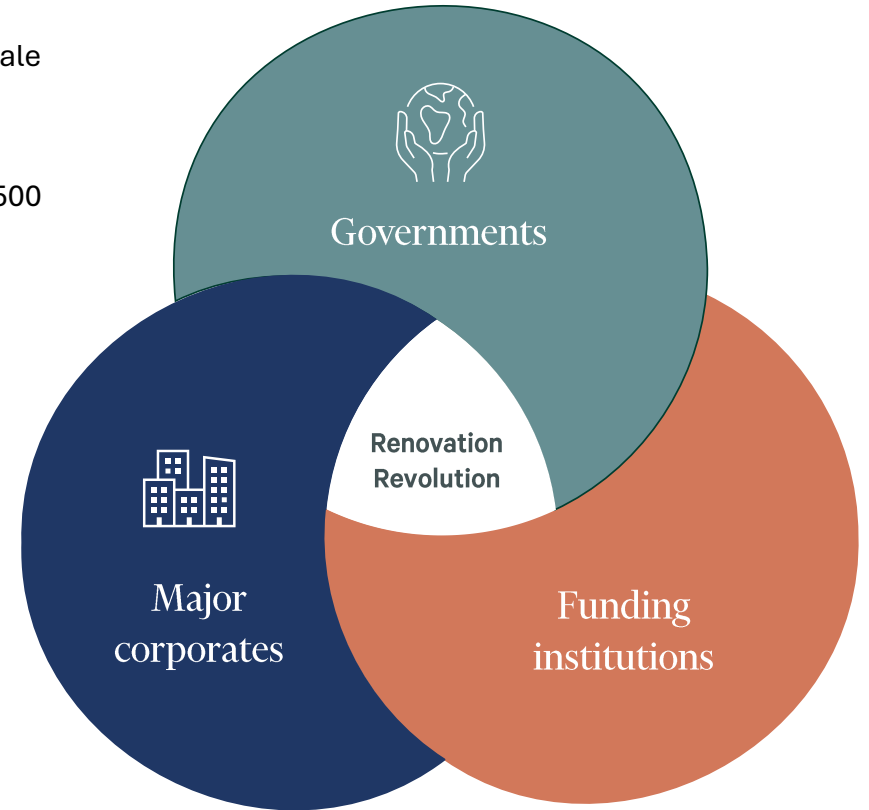 ale
500
Governments
Renovation
Revolution
Major
corporates
Funding
institutions